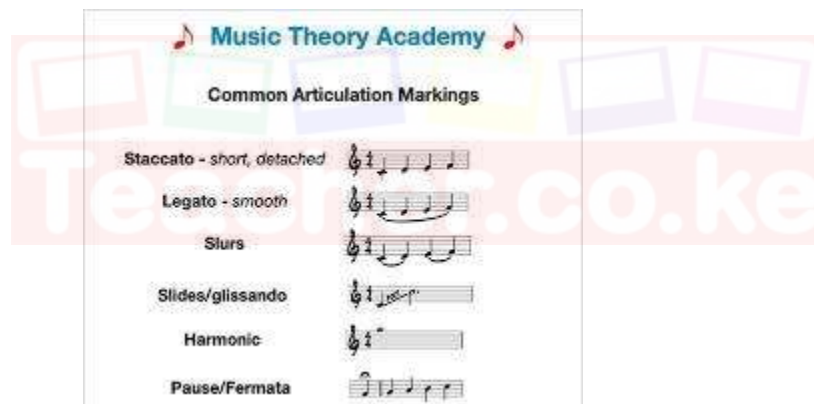 Music Theory Academy
Common Articulation Markings
Staccato - short, detached
Legato - smooth
Slurs
Slides/glissando
Harmonic
Pause/Fermata
Teacher.co.ke